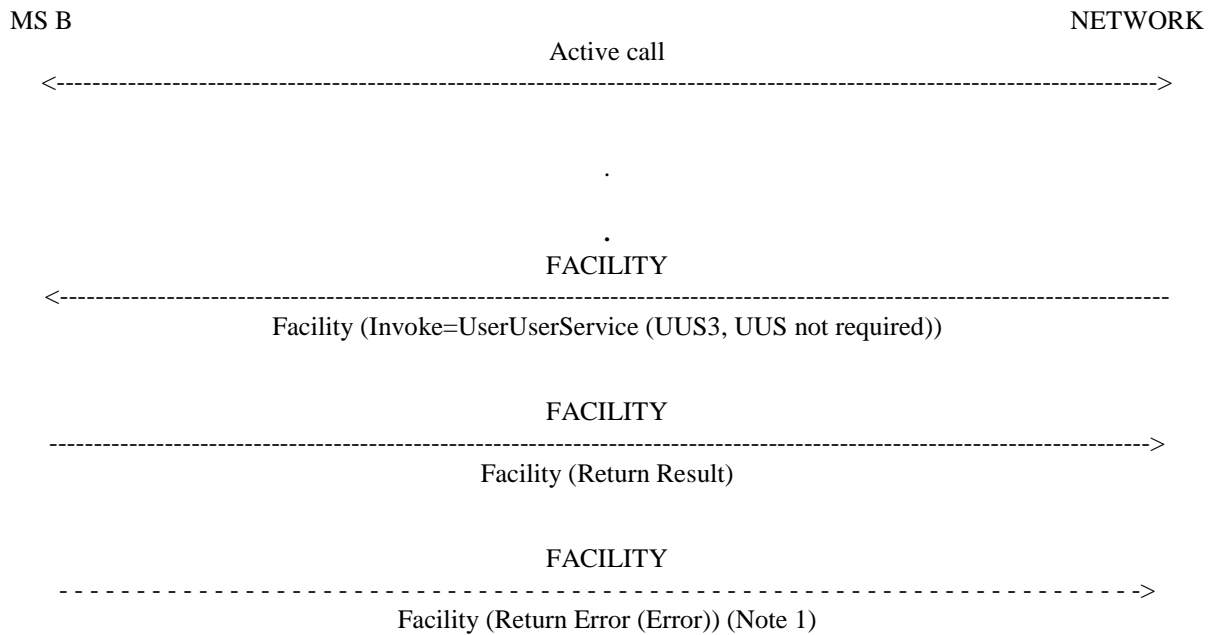 MS B NETWORK
Active call
<------------------------------------------------------------------------------------------------------------------------>
.
.
FACILITY
<------------------------------------------------------------------------------------------------------------------------
Facility (Invoke=UserUserService (UUS3, UUS not required))
FACILITY
------------------------------------------------------------------------------------------------------------------------>
Facility (Return Result)
FACILITY
- - - - - - - - - - - - - - - - - - - - - - - - - - - - - - - - - - - - - - - - - - - - - - - - - - - - - - - - - - - - - - - - - - - - - - ->
Facility (Return Error (Error)) (Note 1)